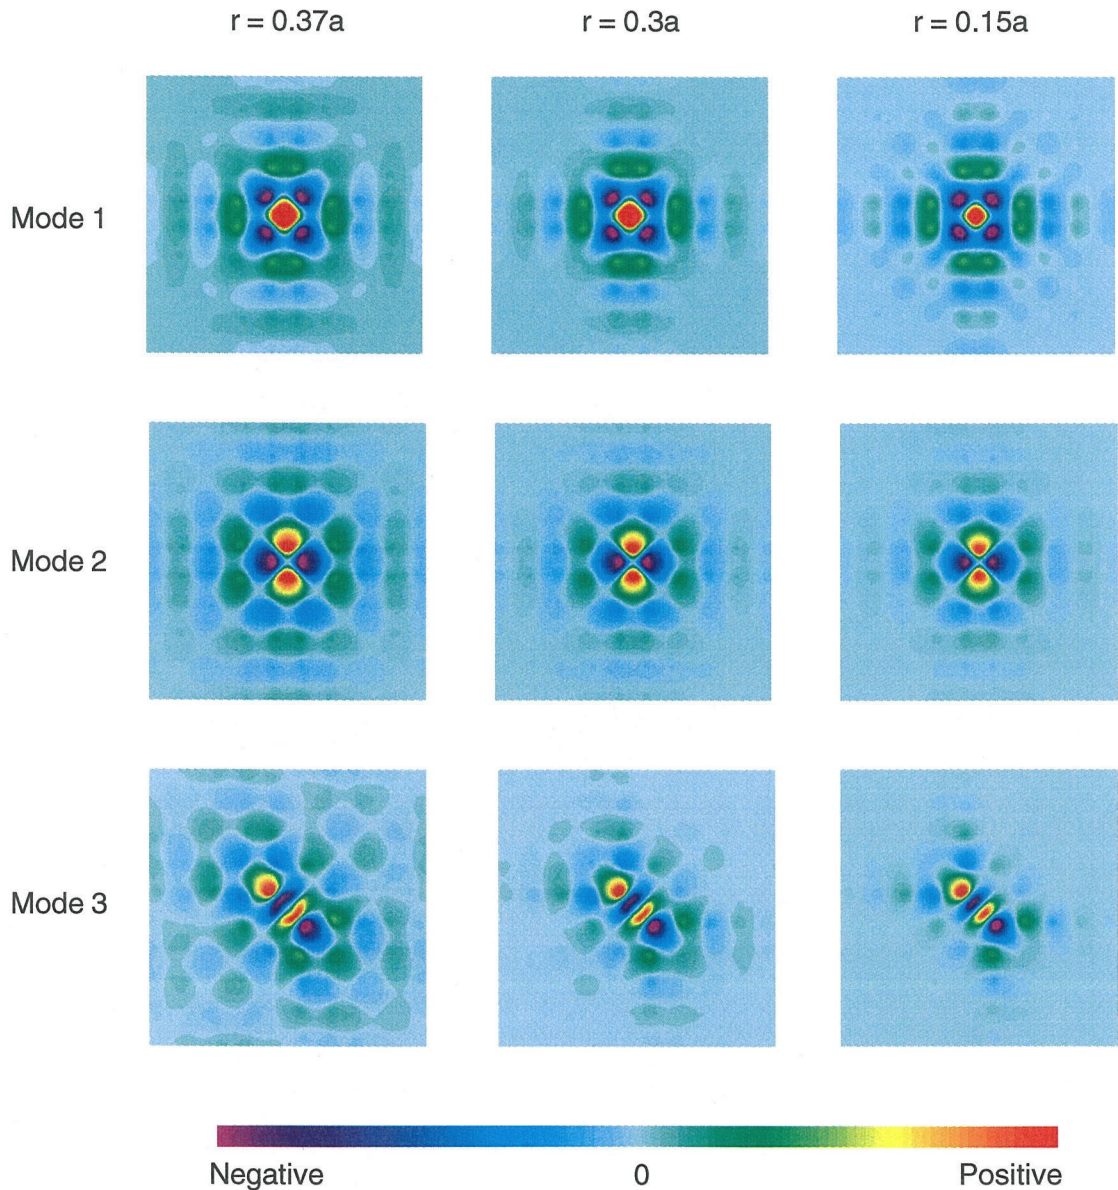 r = 0.37a r = 0.3a r = 0.15a
Mode 1
Mode 2
Mode 3
Negative 0 Positive